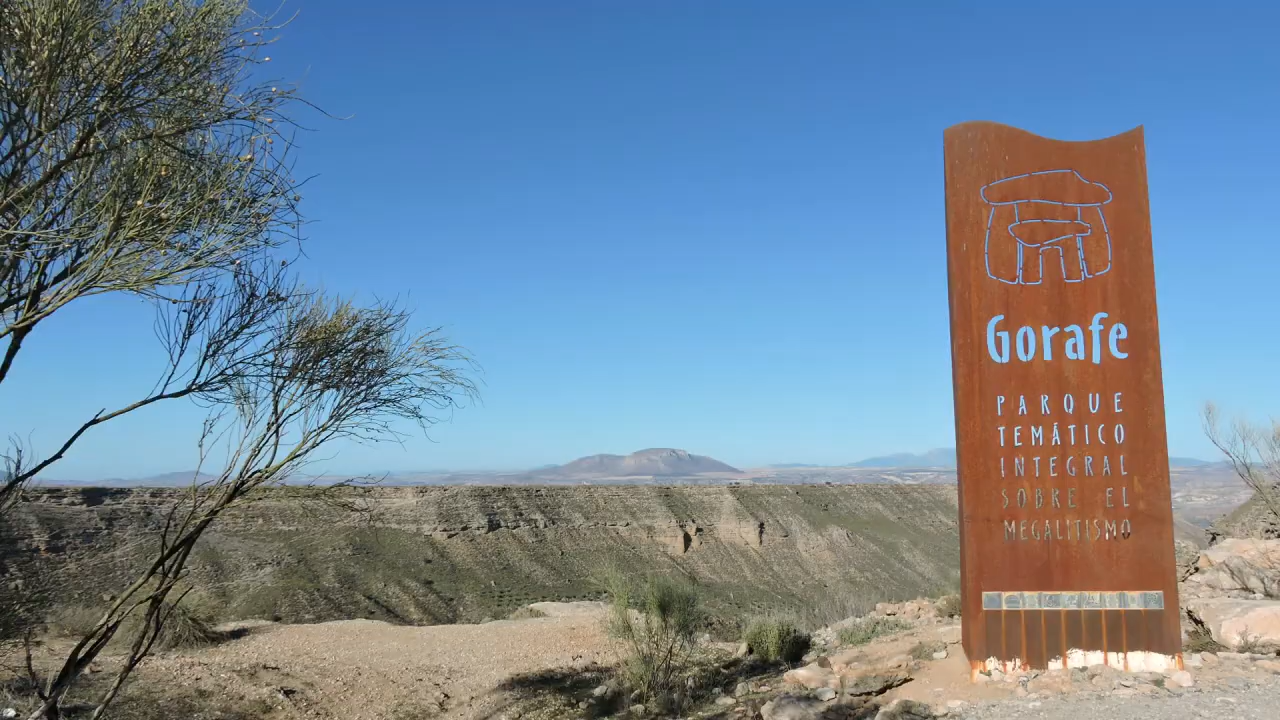 Gorafe
PARQUE
TEMÁTICO
INTEGRAL
SOBRE EL
MEGALITISMO